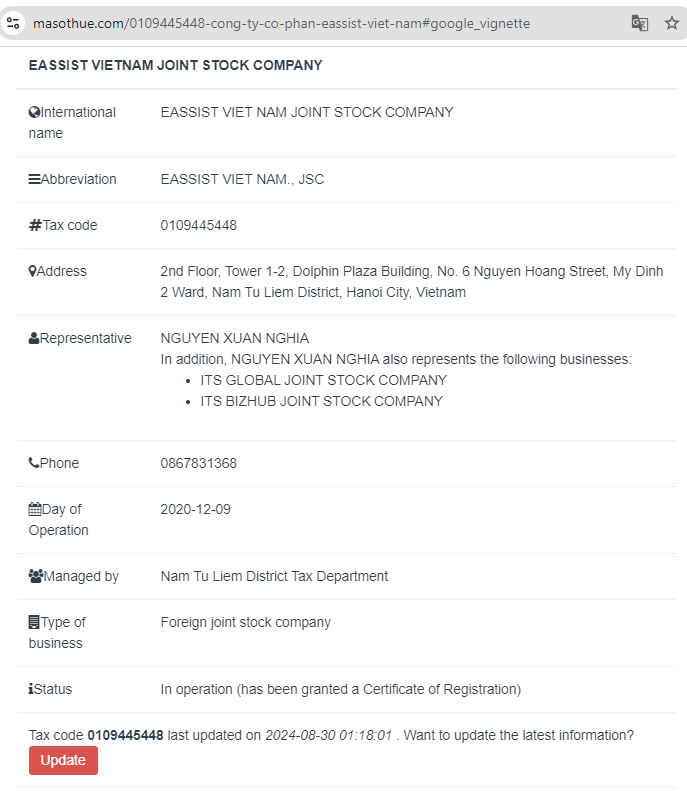 masothue.com/0109445448-cong-ty-co-phan-eassist-viet-nam#google_vignette
EASSIST VIETNAM JOINT STOCK COMPANY
International name
EASSIST VIET NAM JOINT STOCK COMPANY
Abbreviation
EASSIST VIET NAM., JSC
Tax code
0109445448
Address
2nd Floor, Tower 1-2, Dolphin Plaza Building, No. 6 Nguyen Hoang Street, My Dinh
2 Ward, Nam Tu Liem District, Hanoi City, Vietnam
Representative
NGUYEN XUAN NGHIA
In addition, NGUYEN XUAN NGHIA also represents the following businesses:
• ITS GLOBAL JOINT STOCK COMPANY
• ITS BIZHUB JOINT STOCK COMPANY
Phone
0867831368
Day of
Operation
2020-12-09
Managed by
Nam Tu Liem District Tax Department
Type of
business
Foreign joint stock company
Status
In operation (has been granted a Certificate of Registration)
Tax code 0109445448 last updated on 2024-08-30 01:18:01 . Want to update the latest information?
Update